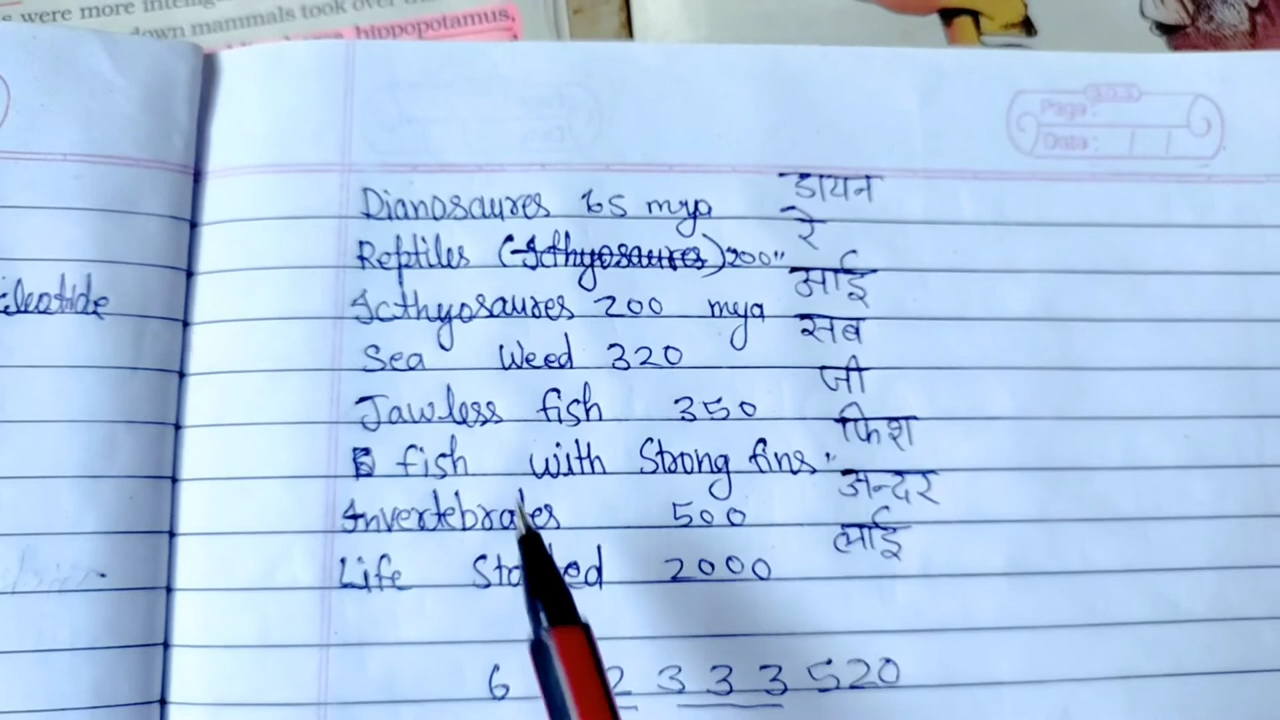 s were more intellig
down mammals took over
hippopotamus,
Page:
Date:
Dianosaures 65 mya डायन
Reptiles (Icthyosaures) 200 " रे
Icthyosaures 200 mya माई
Sea Weed 320 सब
Jawless fish 350 जी
fish with Strong fins " फिश
Invertebrates 500 अन्दर
Life Started 2000 लाई
cleotide
6 2 3 3 3 5 20